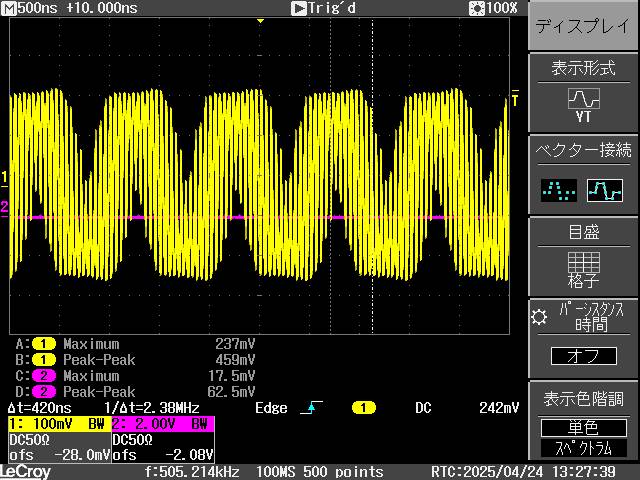 M 500ns +10.000ns ▶Trig'd 100%
ディスプレイ
表示形式
YT
ベクター接続
目盛
格子
パーシスタンス
時間
オフ
表示色階調
単色
スペクトラム
T
1
2
A: 1 Maximum 237mV
B: 1 Peak-Peak 459mV
C: 2 Maximum 17.5mV
D: 2 Peak-Peak 62.5mV
Δt=420ns 1/Δt=2.38MHz Edge 1 DC 242mV
1: 100mV BW 2: 2.00V BW
DC50Ω DC50Ω
ofs -28.0mV ofs -2.08V
LeCroy f:505.214kHz 100MS 500 points RTC:2025/04/24 13:27:39